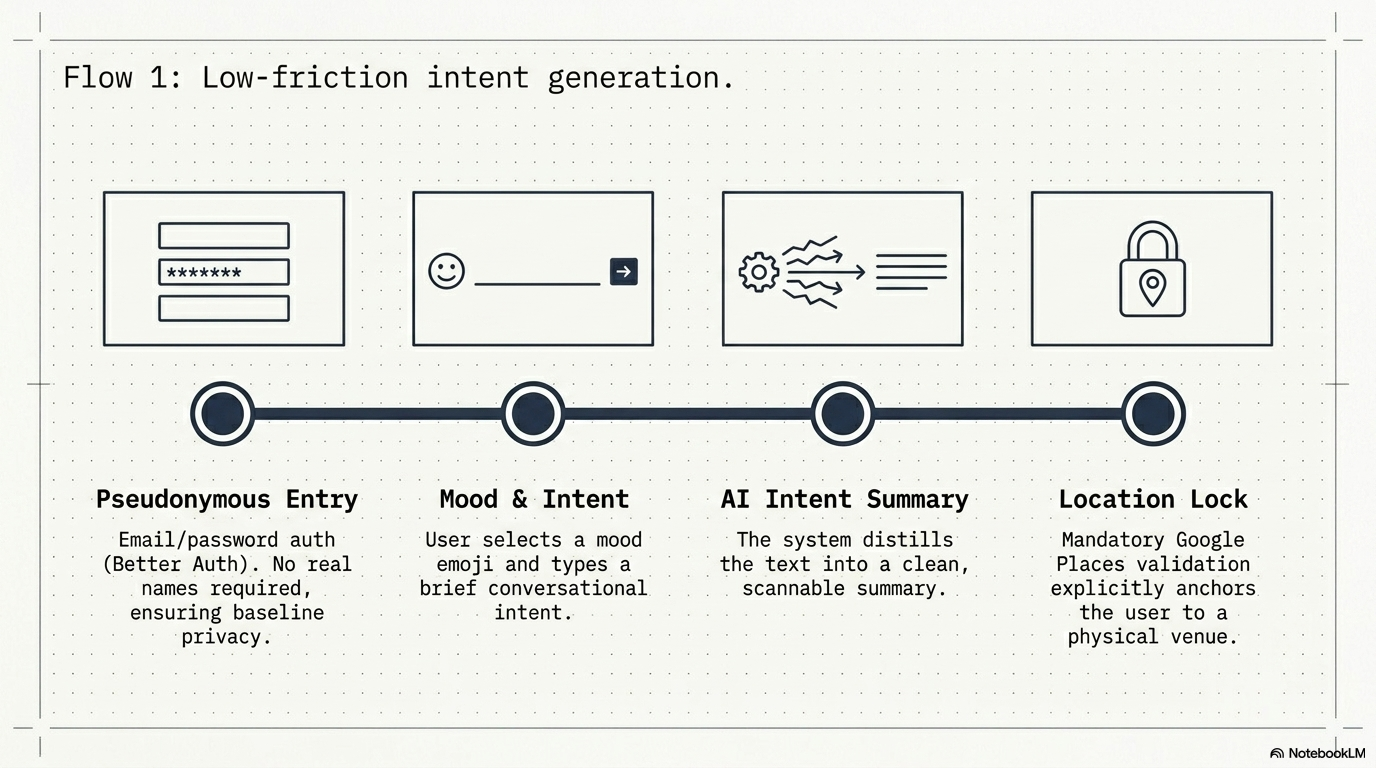 Flow 1: Low-friction intent generation.
*******
Pseudonymous Entry
Email/password auth
(Better Auth). No real
names required,
ensuring baseline
privacy.
Mood & Intent
User selects a mood
emoji and types a
brief conversational
intent.
AI Intent Summary
The system distills
the text into a clean,
scannable summary.
Location Lock
Mandatory Google
Places validation
explicitly anchors
the user to a
physical venue.
NotebookLM